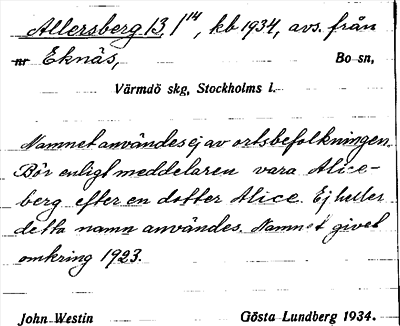 Allersberg 13, 1/14, kb 1934, avs. från
nr Eknäs, Bo sn,
Värmdö skg, Stockholms l.
Namnet användes ej av ortsbefolkningen.
Bör enligt meddelaren vara Alice-
berg efter en dotter Alice. Ej heller
detta namn användes. Namnet givet
omkring 1923.
John Westin Gösta Lundberg 1934.